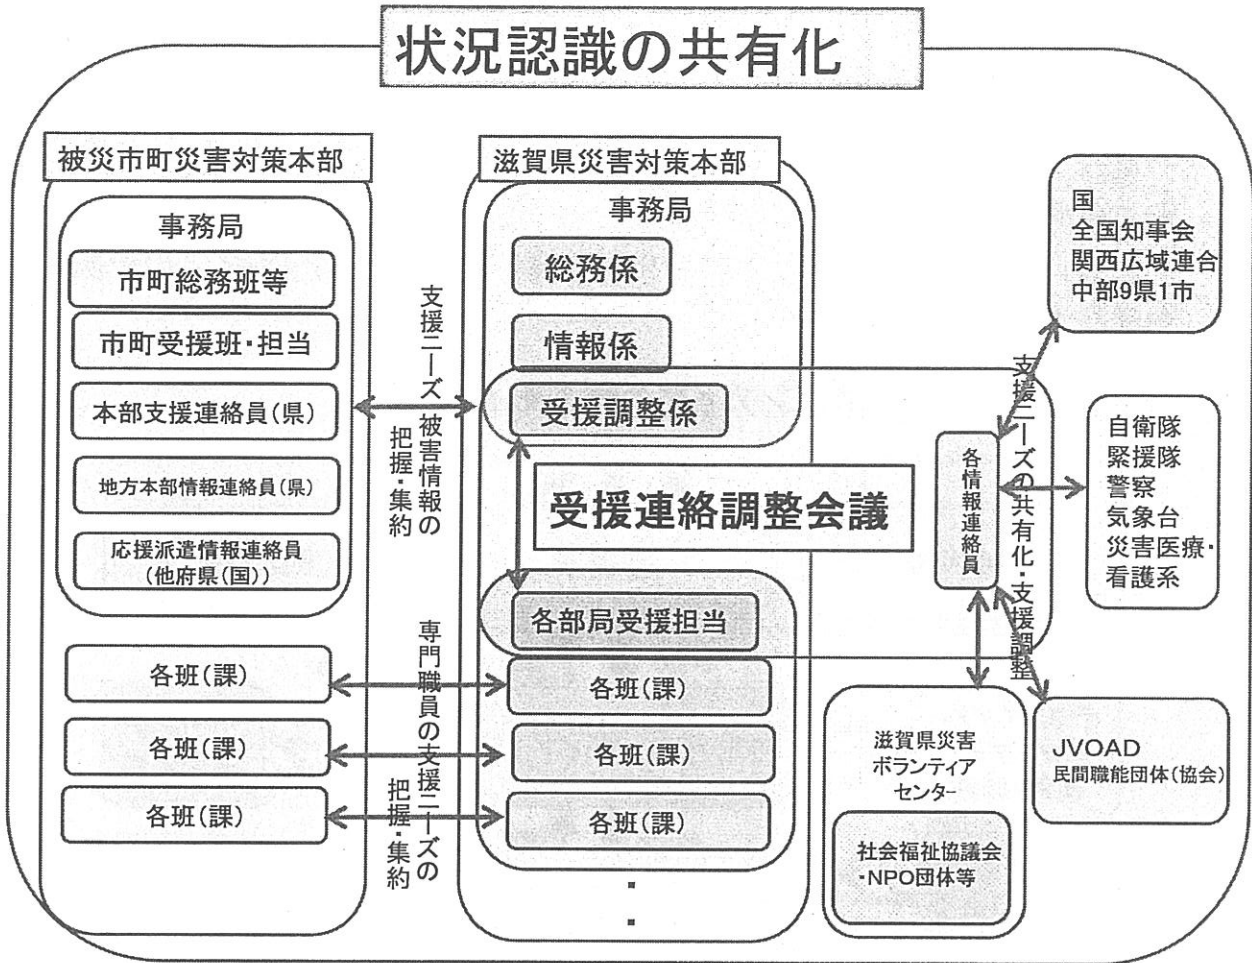 状況認識の共有化
被災市町災害対策本部
事務局
市町総務班等
市町受援班・担当
本部支援連絡員(県)
地方本部情報連絡員(県)
応援派遣情報連絡員
(他府県(国))
各班(課)
各班(課)
各班(課)
支援ニーズ・被害情報の
把握・集約
専門職員の支援ニーズの
把握・集約
滋賀県災害対策本部
事務局
総務係
情報係
受援調整係
受援連絡調整会議
各部局受援担当
各班(課)
各班(課)
各班(課)
・
・
各情報連絡員
支援ニーズの共有化・支援調整
国
全国知事会
関西広域連合
中部9県1市
自衛隊
緊援隊
警察
気象台
災害医療・
看護系
滋賀県災害
ボランティア
センター
社会福祉協議会
・NPO団体等
JVOAD
民間職能団体(協会)